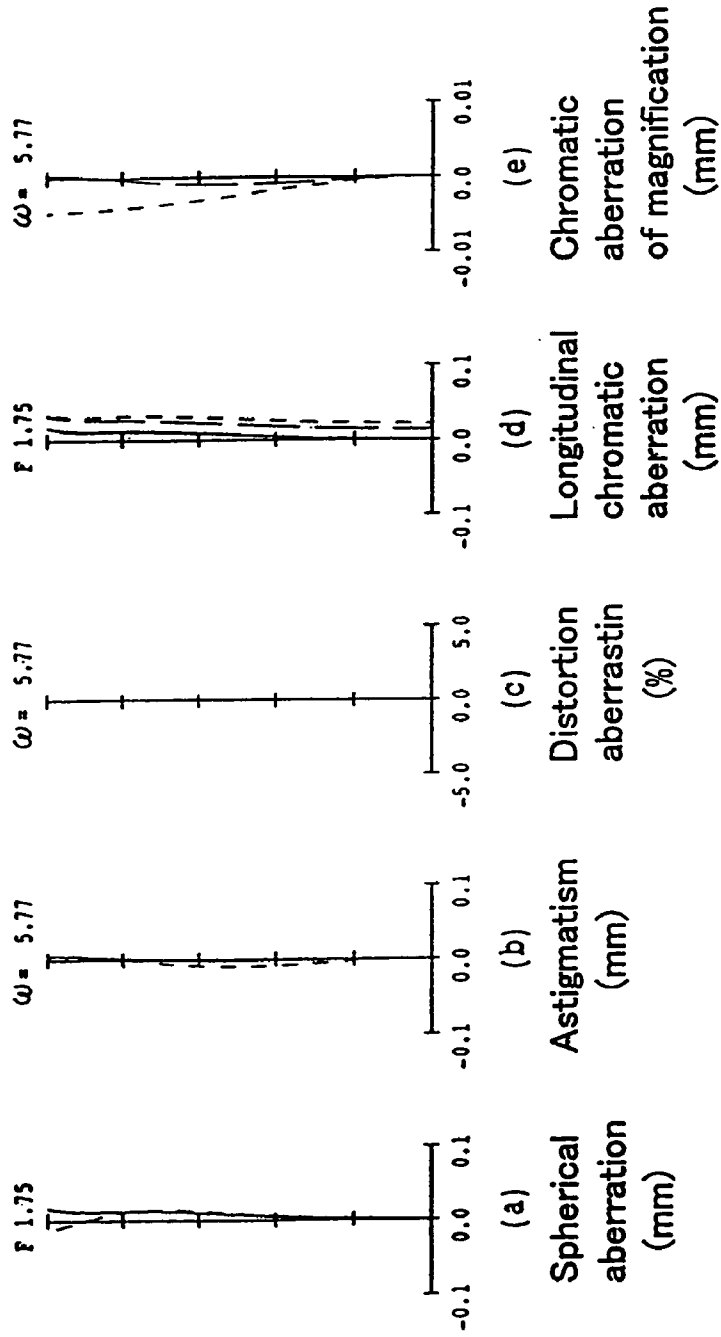 F 1.75
-0.1 0.0 0.1
(a)
Spherical
aberration
(mm)
ω= 5.77
-0.1 0.0 0.1
(b)
Astigmatism
(mm)
ω= 5.77
-5.0 0.0 5.0
(c)
Distortion
aberrastin
(%)
F 1.75
-0.1 0.0 0.1
(d)
Longitudinal
chromatic
aberration
(mm)
ω= 5.77
-0.01 0.0 0.01
(e)
Chromatic
aberration
of magnification
(mm)